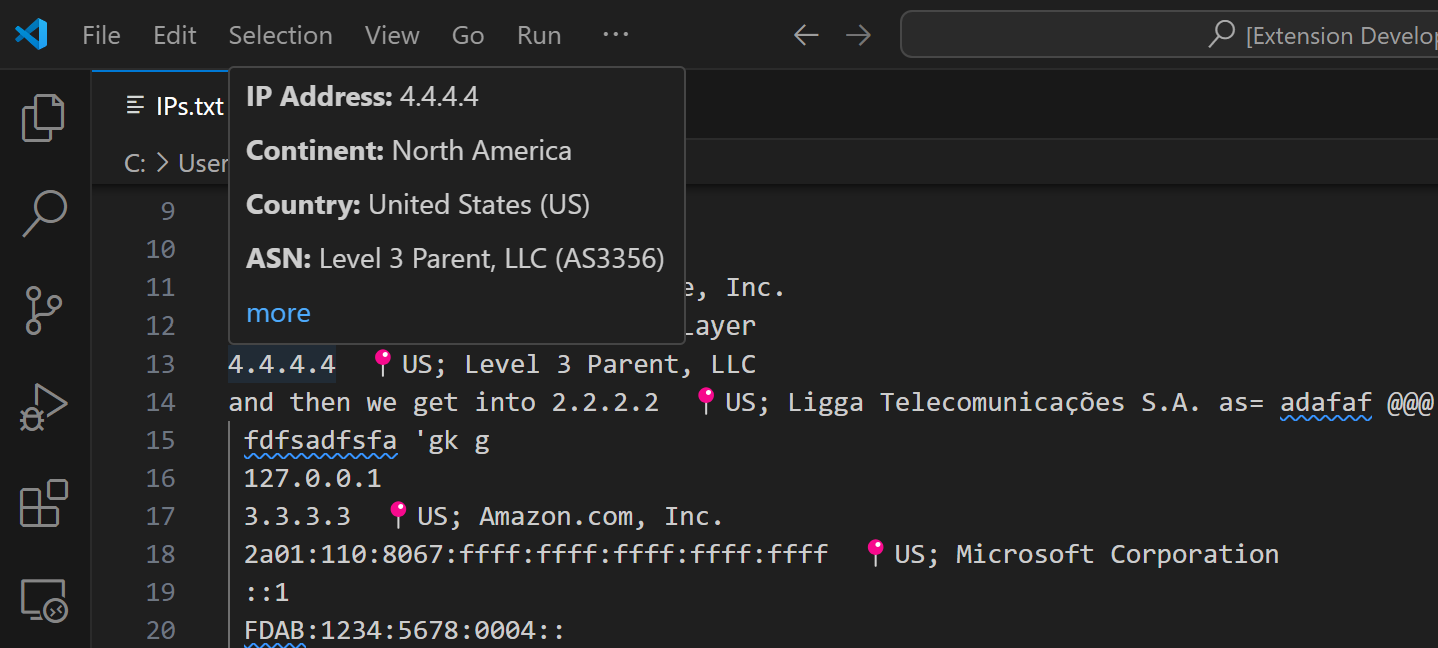 File Edit Selection View Go Run ···
[Extension Develop
IPs.txt
C: > User
IP Address: 4.4.4.4
Continent: North America
Country: United States (US)
ASN: Level 3 Parent, LLC (AS3356)
more
9
10
11 e, Inc.
12 Layer
13 4.4.4.4 US; Level 3 Parent, LLC
14 and then we get into 2.2.2.2 US; Ligga Telecomunicações S.A. as= adafaf @@@
15 fdfsadfsfa 'gk g
16 127.0.0.1
17 3.3.3.3 US; Amazon.com, Inc.
18 2a01:110:8067:ffff:ffff:ffff:ffff:ffff US; Microsoft Corporation
19 ::1
20 FDAB:1234:5678:0004::